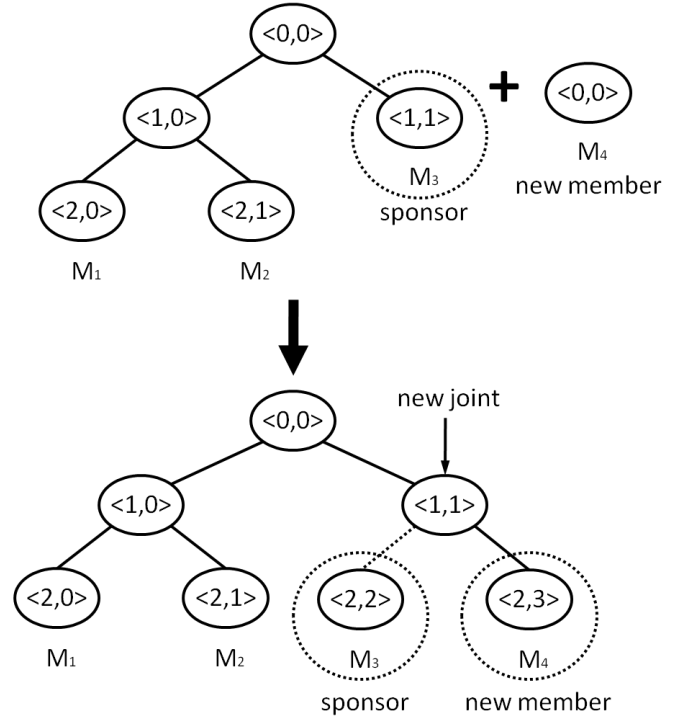 <0,0>
<1,0>
<1,1>
+
<0,0>
M₃
M₄
sponsor
new member
<2,0>
<2,1>
M₁
M₂
<0,0>
new joint
<1,0>
<1,1>
<2,0>
<2,1>
<2,2>
<2,3>
M₁
M₂
M₃
M₄
sponsor
new member